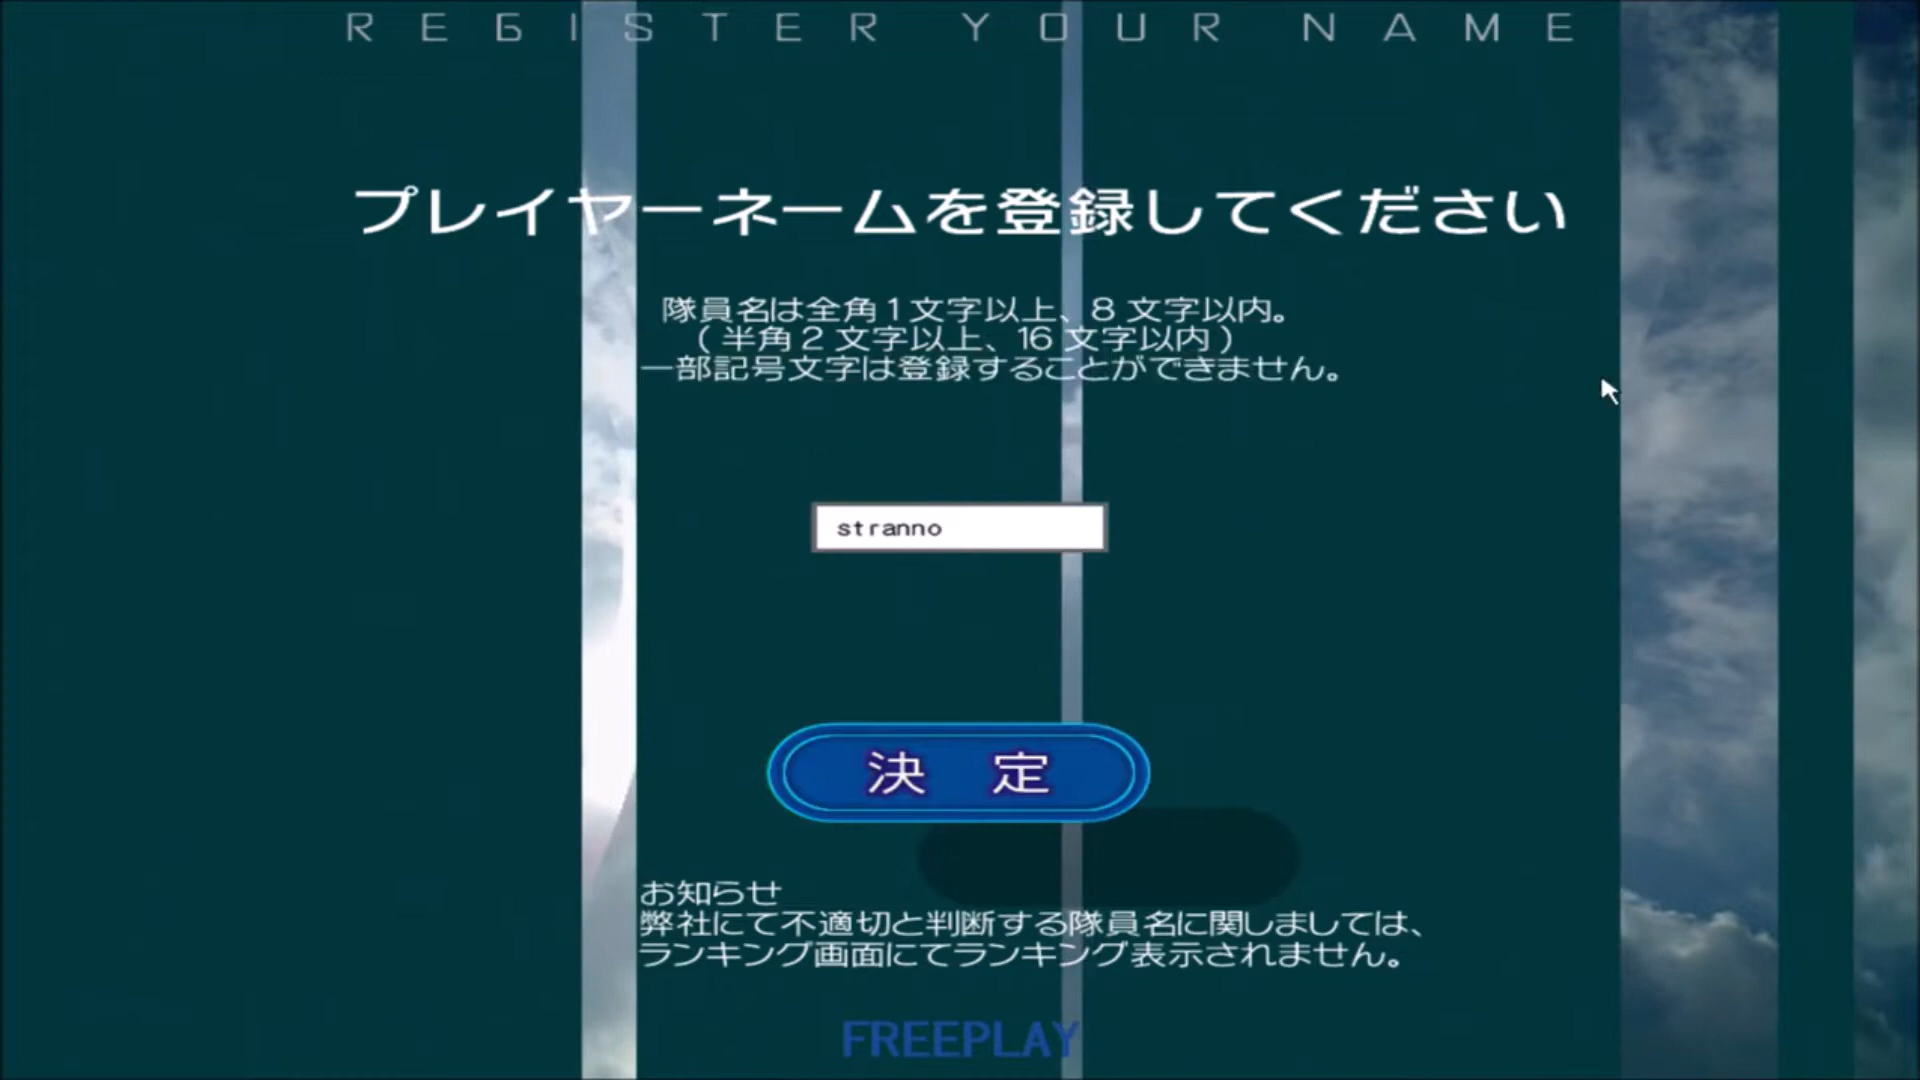 REGISTER YOUR NAME
プレイヤーネームを登録してください
隊員名は全角1文字以上、8文字以内。
(半角2文字以上、16文字以内)
一部記号文字は登録することができません。
stranno
決 定
お知らせ
弊社にて不適切と判断する隊員名に関しましては、
ランキング画面にてランキング表示されません。
FREEPLAY